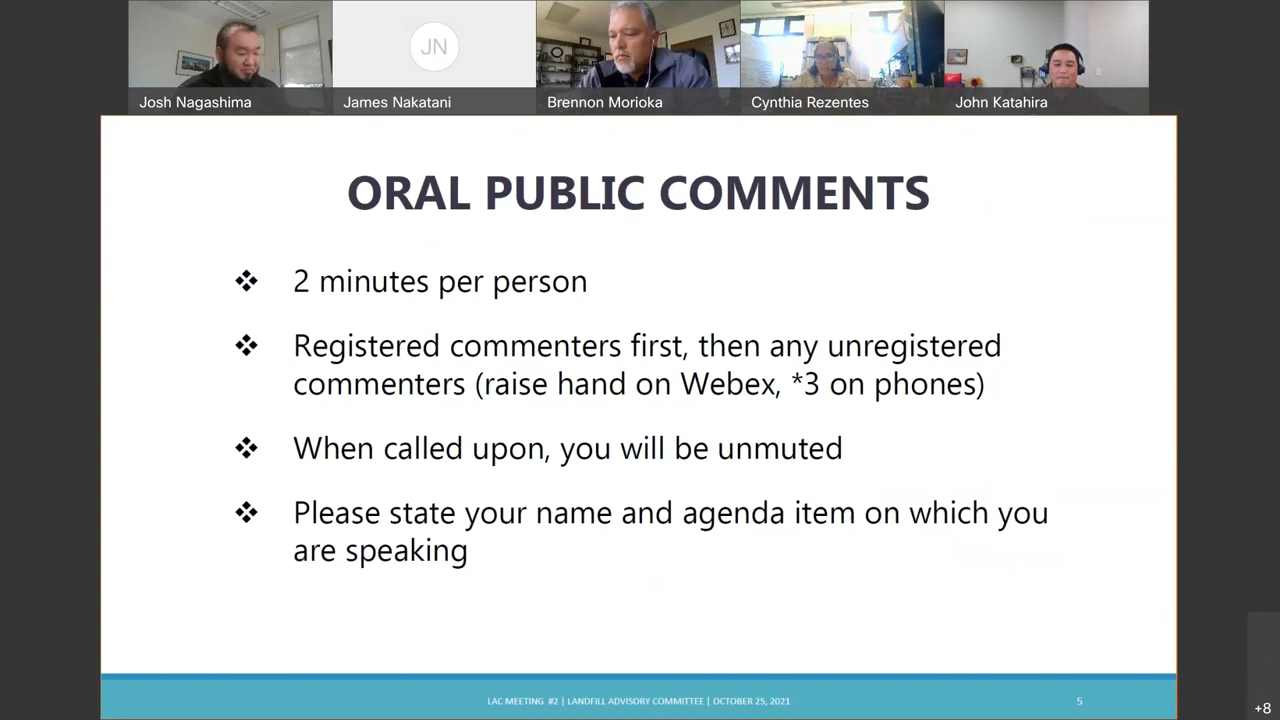 JN
Josh Nagashima
James Nakatani
Brennon Morioka
Cynthia Rezentes
John Katahira
ORAL PUBLIC COMMENTS
❖ 2 minutes per person
❖ Registered commenters first, then any unregistered
commenters (raise hand on Webex, *3 on phones)
❖ When called upon, you will be unmuted
❖ Please state your name and agenda item on which you
are speaking
LAC MEETING #2 | LANDFILL ADVISORY COMMITTEE | OCTOBER 25, 2021
5
+8